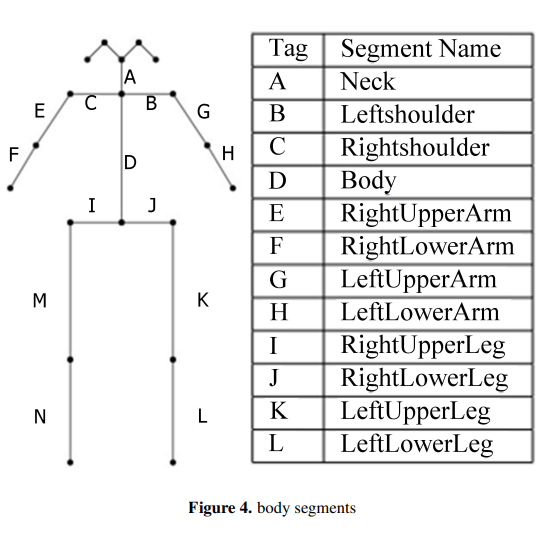 A
C B
E G
F H
D
I J
M K
N L
Tag Segment Name
A Neck
B Leftshoulder
C Rightshoulder
D Body
E RightUpperArm
F RightLowerArm
G LeftUpperArm
H LeftLowerArm
I RightUpperLeg
J RightLowerLeg
K LeftUpperLeg
L LeftLowerLeg
Figure 4. body segments